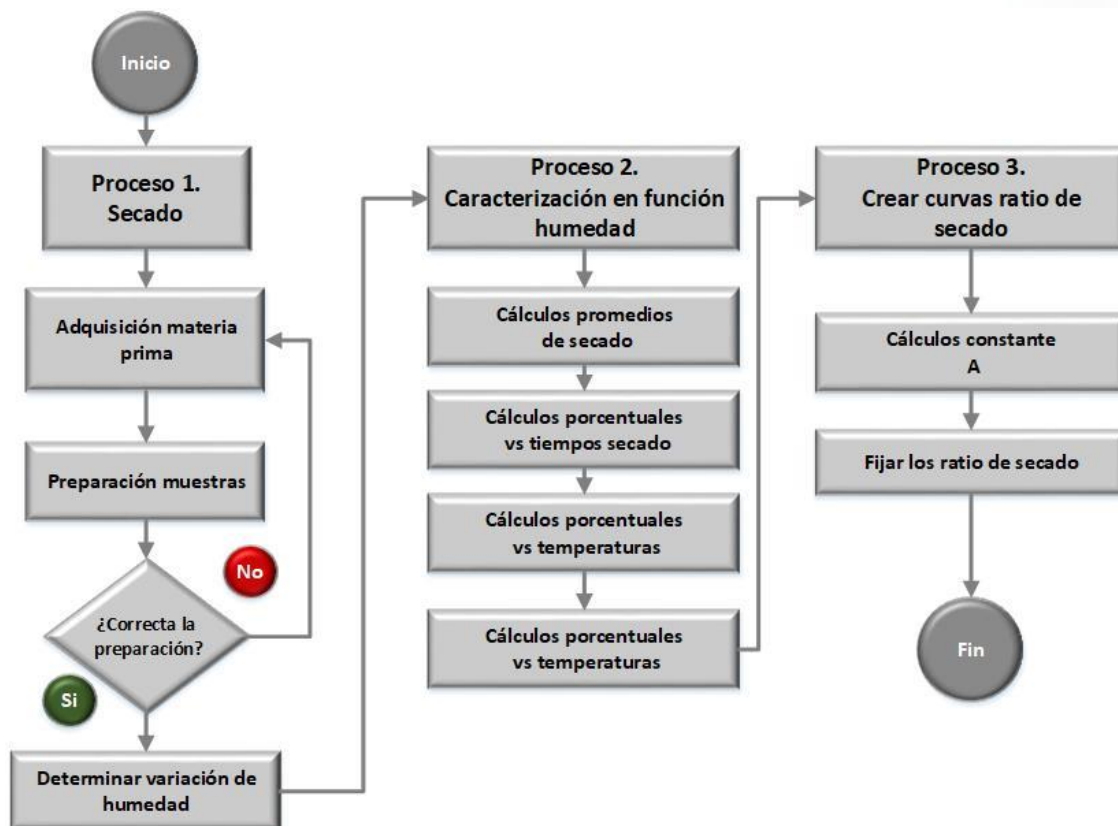 Inicio
Proceso 1.
Secado
Adquisición materia
prima
Preparación muestras
No
¿Correcta la
preparación?
Si
Determinar variación de
humedad
Proceso 2.
Caracterización en función
humedad
Cálculos promedios
de secado
Cálculos porcentuales
vs tiempos secado
Cálculos porcentuales
vs temperaturas
Cálculos porcentuales
vs temperaturas
Proceso 3.
Crear curvas ratio de
secado
Cálculos constante
A
Fijar los ratio de secado
Fin